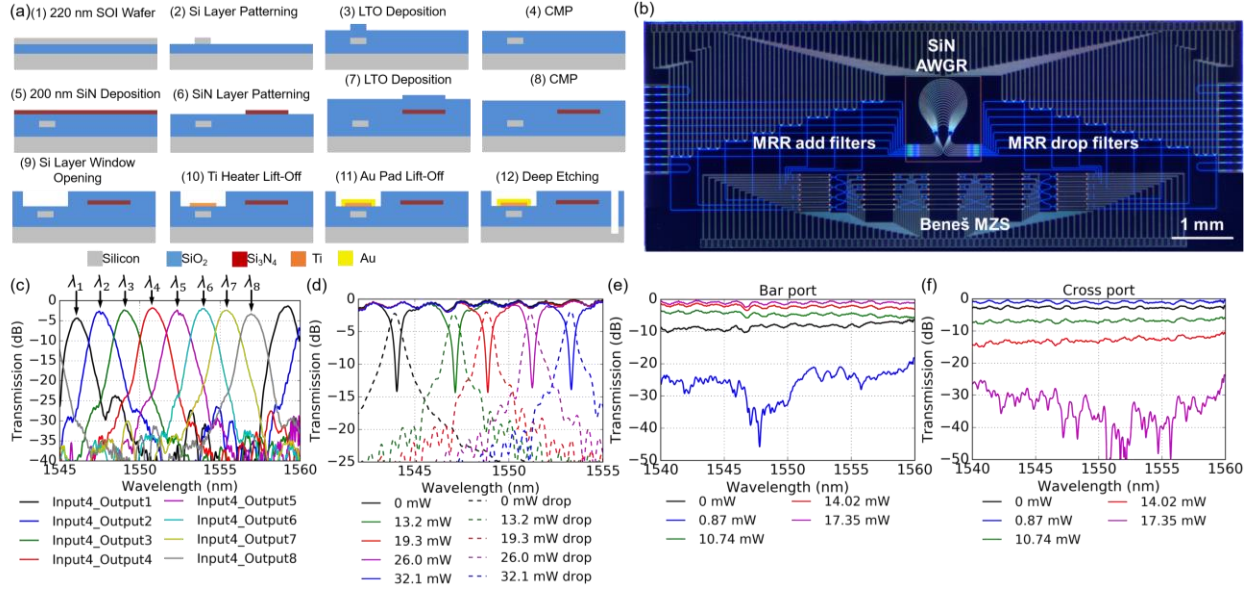 (a)
(1) 220 nm SOI Wafer
(2) Si Layer Patterning
(3) LTO Deposition
(4) CMP
(5) 200 nm SiN Deposition
(6) SiN Layer Patterning
(7) LTO Deposition
(8) CMP
(9) Si Layer Window
Opening
(10) Ti Heater Lift-Off
(11) Au Pad Lift-Off
(12) Deep Etching
Silicon
SiO₂
Si₃N₄
Ti
Au
(b)
SiN
AWGR
MRR add filters
MRR drop filters
Beneš MZS
1 mm
(c)
λ₁ λ₂ λ₃ λ₄ λ₅ λ₆ λ₇ λ₈
Transmission (dB)
0
−5
−10
−15
−20
−25
−30
−35
−40
1545 1550 1555 1560
Wavelength (nm)
Input4_Output1
Input4_Output2
Input4_Output3
Input4_Output4
Input4_Output5
Input4_Output6
Input4_Output7
Input4_Output8
(d)
Transmission (dB)
0
−5
−10
−15
−20
−25
1545 1550 1555
Wavelength (nm)
0 mW
13.2 mW
19.3 mW
26.0 mW
32.1 mW
0 mW drop
13.2 mW drop
19.3 mW drop
26.0 mW drop
32.1 mW drop
(e)
Bar port
Transmission (dB)
0
−10
−20
−30
−40
−50
1540 1545 1550 1555 1560
Wavelength (nm)
0 mW
0.87 mW
10.74 mW
14.02 mW
17.35 mW
(f)
Cross port
Transmission (dB)
0
−10
−20
−30
−40
−50
1540 1545 1550 1555 1560
Wavelength (nm)
0 mW
0.87 mW
10.74 mW
14.02 mW
17.35 mW